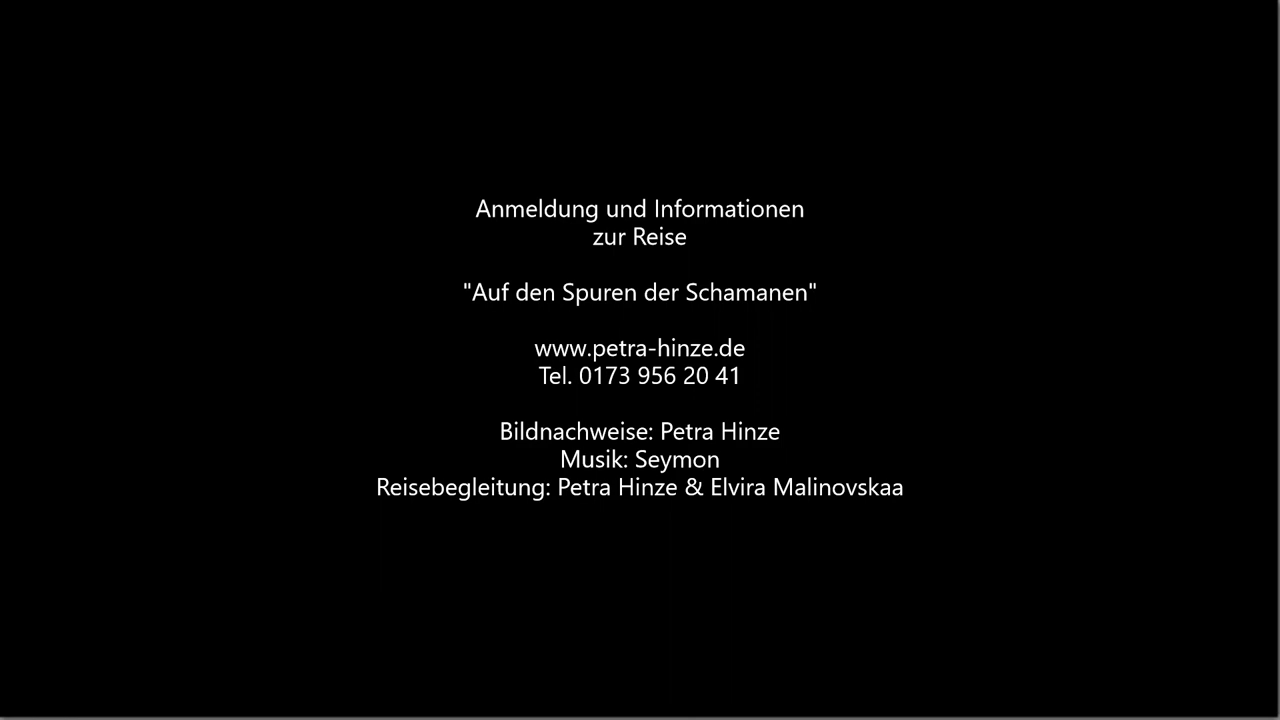 Anmeldung und Informationen
zur Reise
"Auf den Spuren der Schamanen"
www.petra-hinze.de
Tel. 0173 956 20 41
Bildnachweise: Petra Hinze
Musik: Seymon
Reisebegleitung: Petra Hinze & Elvira Malinovskaa